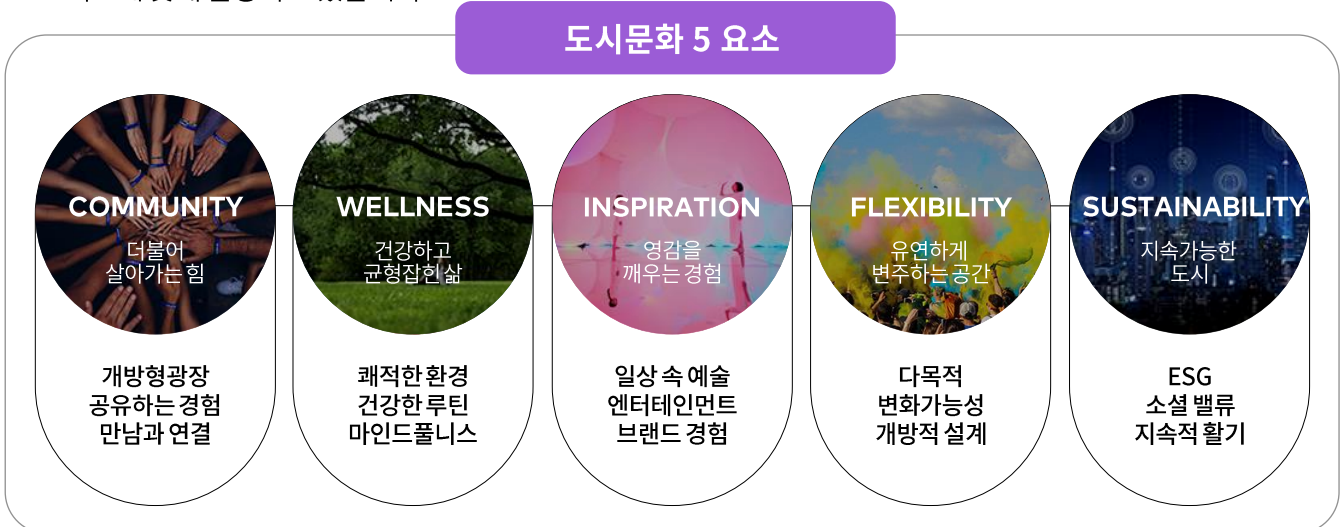 도시문화 5 요소
COMMUNITY
더불어
살아가는 힘
개방형광장
공유하는 경험
만남과 연결
WELLNESS
건강하고
균형잡힌 삶
쾌적한 환경
건강한 루틴
마인드풀니스
INSPIRATION
영감을
깨우는 경험
일상 속 예술
엔터테인먼트
브랜드 경험
FLEXIBILITY
유연하게
변주하는 공간
다목적
변화가능성
개방적 설계
SUSTAINABILITY
지속가능한
도시
ESG
소셜 밸류
지속적 활기